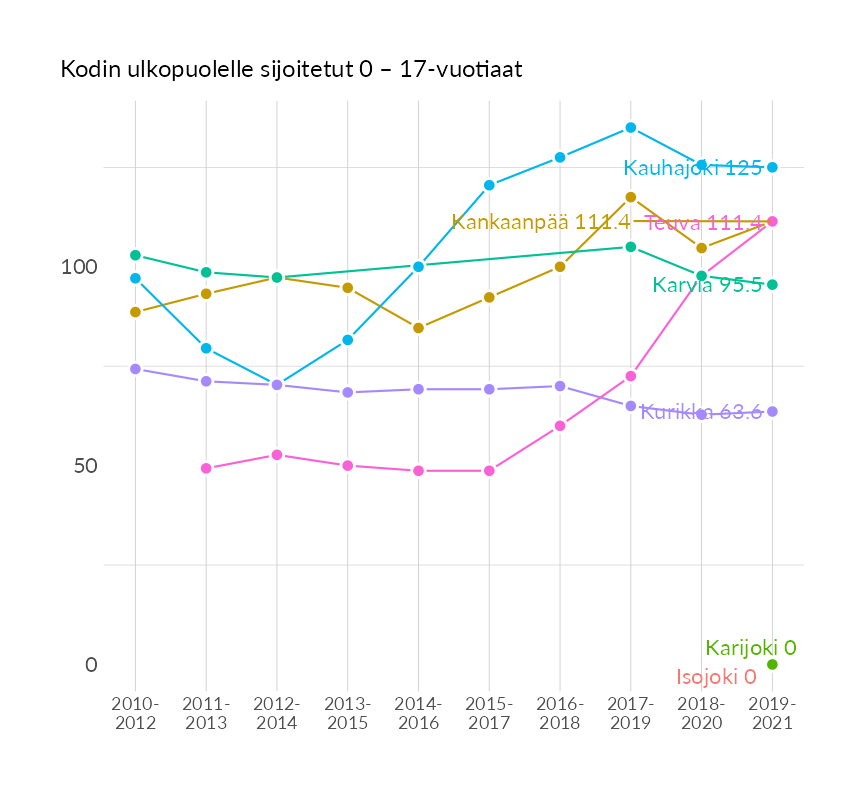 Kodin ulkopuolelle sijoitetut 0 – 17-vuotiaat
Kauhajoki 125
Kankaanpää 111.4
Teuva 111.4
100
Karvia 95.5
Kurikka 63.6
50
Karijoki 0
0
Isojoki 0
2010-
2012
2011-
2013
2012-
2014
2013-
2015
2014-
2016
2015-
2017
2016-
2018
2017-
2019
2018-
2020
2019-
2021